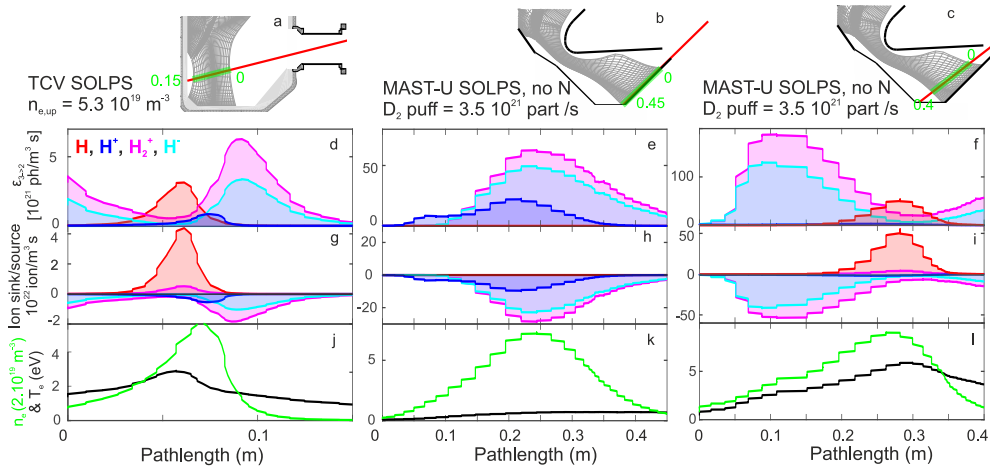 a
b
c
0.15
0
0
0.45
0
0.4
TCV SOLPS
n_e,up = 5.3 10^19 m^-3
MAST-U SOLPS, no N
D_2 puff = 3.5 10^21 part /s
MAST-U SOLPS, no N
D_2 puff = 3.5 10^21 part /s
H, H^+, H_2^+, H^-
d
e
f
5
0
50
0
100
0
ε_3->2
[10^21 ph/m^3 s]
g
h
i
4
2
0
-2
0
-10
-20
50
0
-50
Ion sink/source
10^22 ion/m^3 s
j
k
l
4
2
0
5
0
5
0
n_e (2.10^19 m^-3)
& T_e (eV)
0
0.1
0
0.1
0.2
0.3
0.4
0
0.1
0.2
0.3
0.4
Pathlength (m)
Pathlength (m)
Pathlength (m)